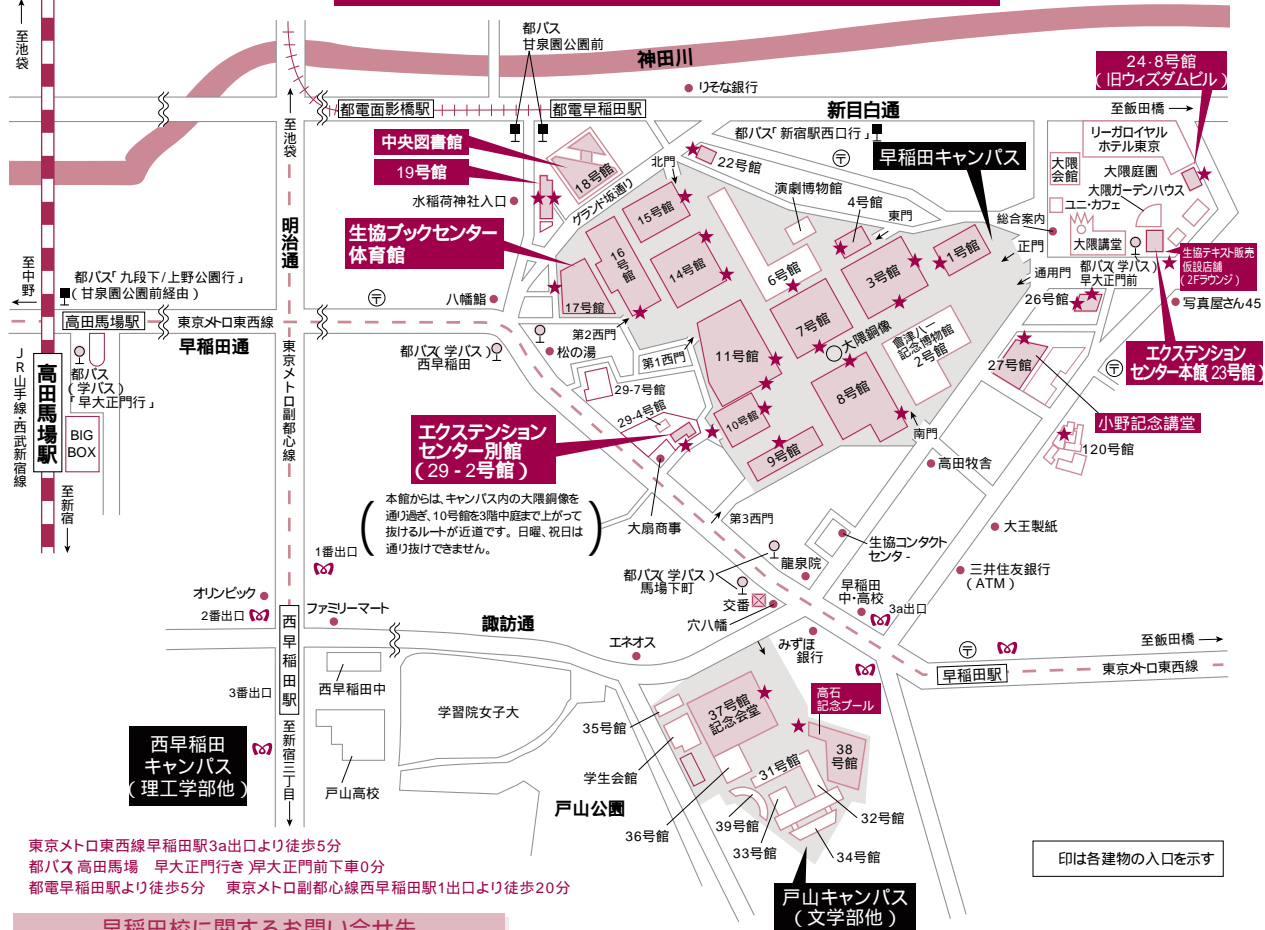 至池袋
都バス
甘泉園公園前
神田川
りそな銀行
24-8号館
(旧ウィズダムビル)
都電面影橋駅
都電早稲田駅
新目白通
至飯田橋
至池袋
中央図書館
19号館
18号館
グランド坂通り
水稲荷神社入口
北門
22号館
都バス「新宿駅西口行」
早稲田キャンパス
演劇博物館
4号館
東門
リーガロイヤル
ホテル東京
大隈
会館
大隈庭園
大隈ガーデンハウス
ユニ・カフェ
総合案内
大隈講堂
正門
通用門
都バス(学バス)
早大正門前
生協テキスト販売
仮設店舗
(2Fラウンジ)
明治通
生協ブックセンター
体育館
15号館
16号館
14号館
17号館
6号館
3号館
1号館
7号館
大隈銅像
會津八一
記念博物館
2号館
26号館
写真屋さん45
至中野
都バス「九段下/上野公園行」
(甘泉園公園前経由)
八幡鮨
高田馬場駅
東京メトロ東西線
早稲田通
第2西門
都バス(学バス)
西早稲田
松の湯
第1西門
11号館
8号館
27号館
エクステンション
センター本館(23号館)
JR山手線・西武新宿線
高田馬場駅
都バス
(学バス)
「早大正門行」
BIG
BOX
東京メトロ副都心線
29-7号館
29-4号館
10号館
9号館
南門
小野記念講堂
120号館
エクステンション
センター別館
(29-2号館)
高田牧舎
至新宿
本館からは、キャンパス内の大隈銅像を
通り過ぎ、10号館を3階中庭まで上がって
抜けるルートが近道です。日曜、祝日は
通り抜けできません。
大扇商事
第3西門
大王製紙
生協コンタクト
センタ-
1番出口
都バス(学バス)
馬場下町
龍泉院
三井住友銀行
(ATM)
オリンピック
2番出口
ファミリーマート
交番
穴八幡
早稲田
中・高校
3a出口
西早稲田駅
諏訪通
エネオス
みずほ
銀行
至飯田橋
早稲田駅
東京メトロ東西線
3番出口
西早稲田中
学習院女子大
35号館
37号館
記念会堂
高石
記念プール
38
号館
西早稲田
キャンパス
(理工学部他)
至新宿三丁目
戸山高校
学生会館
31号館
戸山公園
36号館
39号館
33号館
32号館
34号館
東京メトロ東西線早稲田駅3a出口より徒歩5分
都バス(高田馬場 早大正門行き)早大正門前下車0分
都電早稲田駅より徒歩5分 東京メトロ副都心線西早稲田駅1出口より徒歩20分
戸山キャンパス
(文学部他)
印は各建物の入口を示す
早稲田校に関するお問い合せ先